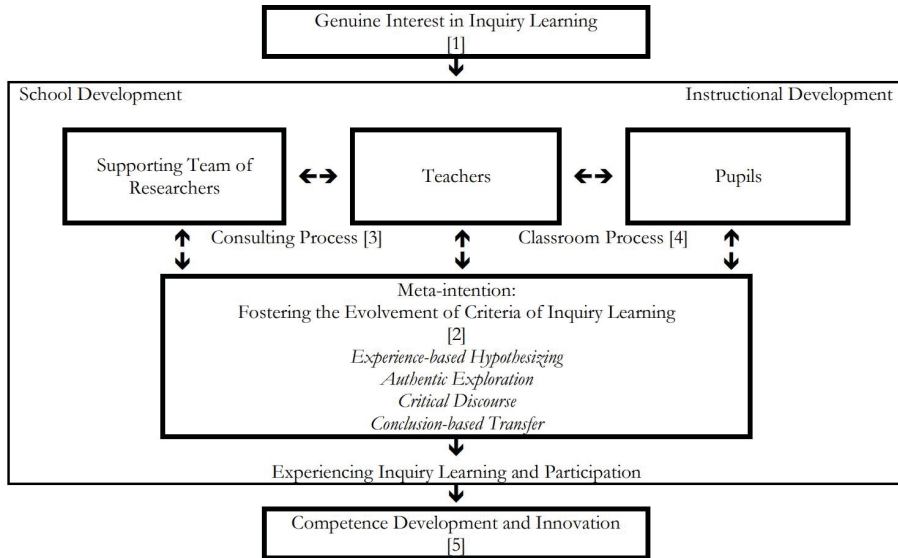 Genuine Interest in Inquiry Learning
[1]
School Development
Instructional Development
Supporting Team of
Researchers
Teachers
Pupils
Consulting Process [3]
Classroom Process [4]
Meta-intention:
Fostering the Evolvement of Criteria of Inquiry Learning
[2]
Experience-based Hypothesizing
Authentic Exploration
Critical Discourse
Conclusion-based Transfer
Experiencing Inquiry Learning and Participation
Competence Development and Innovation
[5]